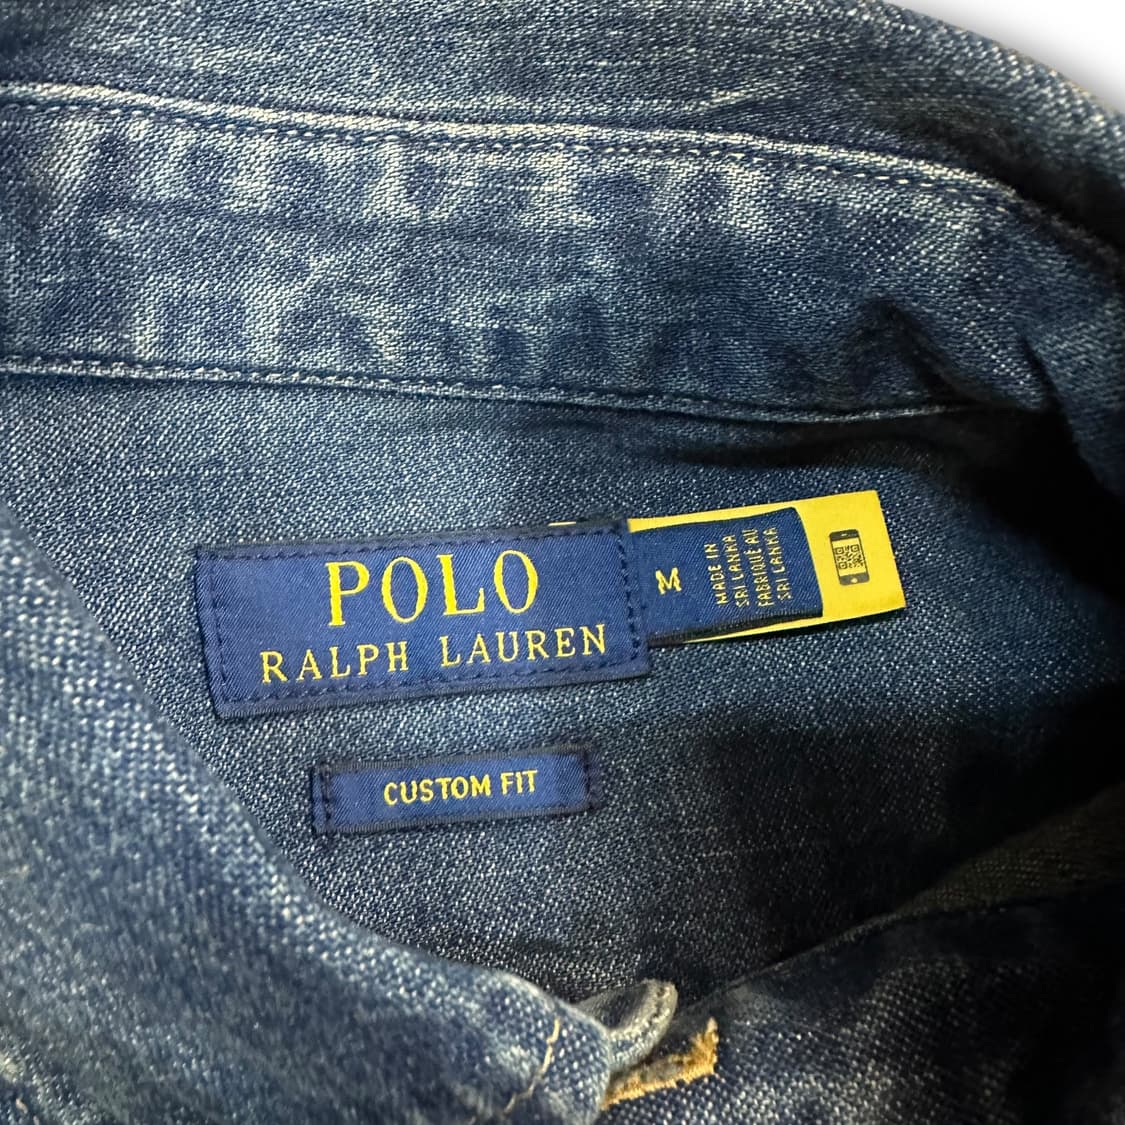 POLO
RALPH LAUREN
M
MADE IN
SRI LANKA
FABRIQUÉ AU
SRI LANKA
CUSTOM FIT